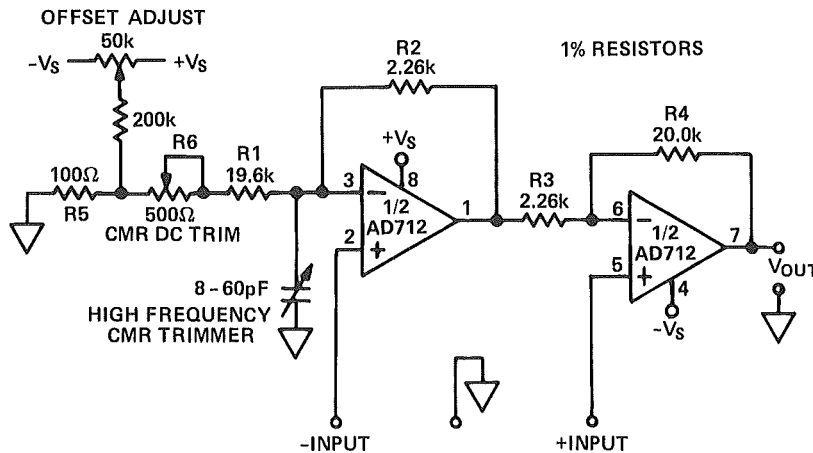 OFFSET ADJUST
50k
–VS
+VS
200k
R6
100Ω
R5
500Ω
CMR DC TRIM
R1
19.6k
8 – 60pF
HIGH FREQUENCY
CMR TRIMMER
R2
2.26k
+VS
8
3
–
1/2
AD712
2
+
1
1% RESISTORS
R4
20.0k
R3
2.26k
6
–
1/2
AD712
5
+
7
4
–VS
VOUT
–INPUT
+INPUT